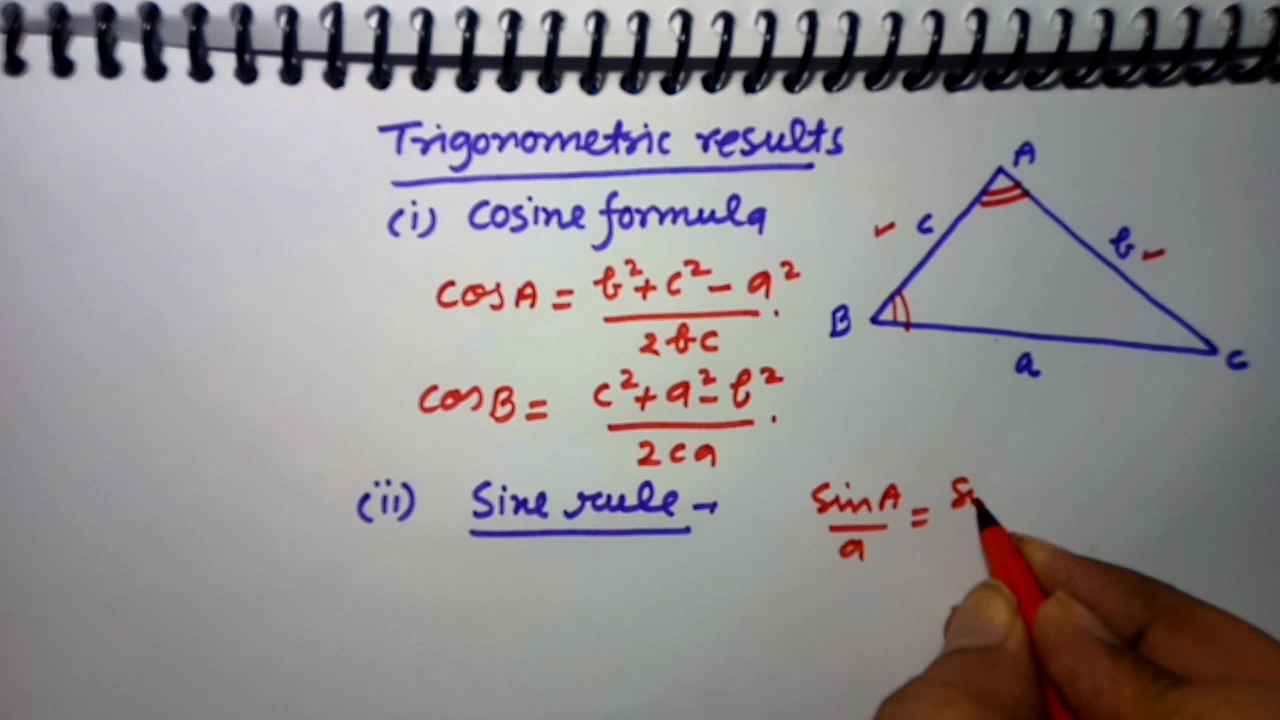 Trigonometric results
(i) Cosine formula
cos A = b²+c²-a² / 2bc.
cos B = c²+a²-b² / 2ca.
(ii) Sine rule → sin A / a = s
A
c
b
B
a
C